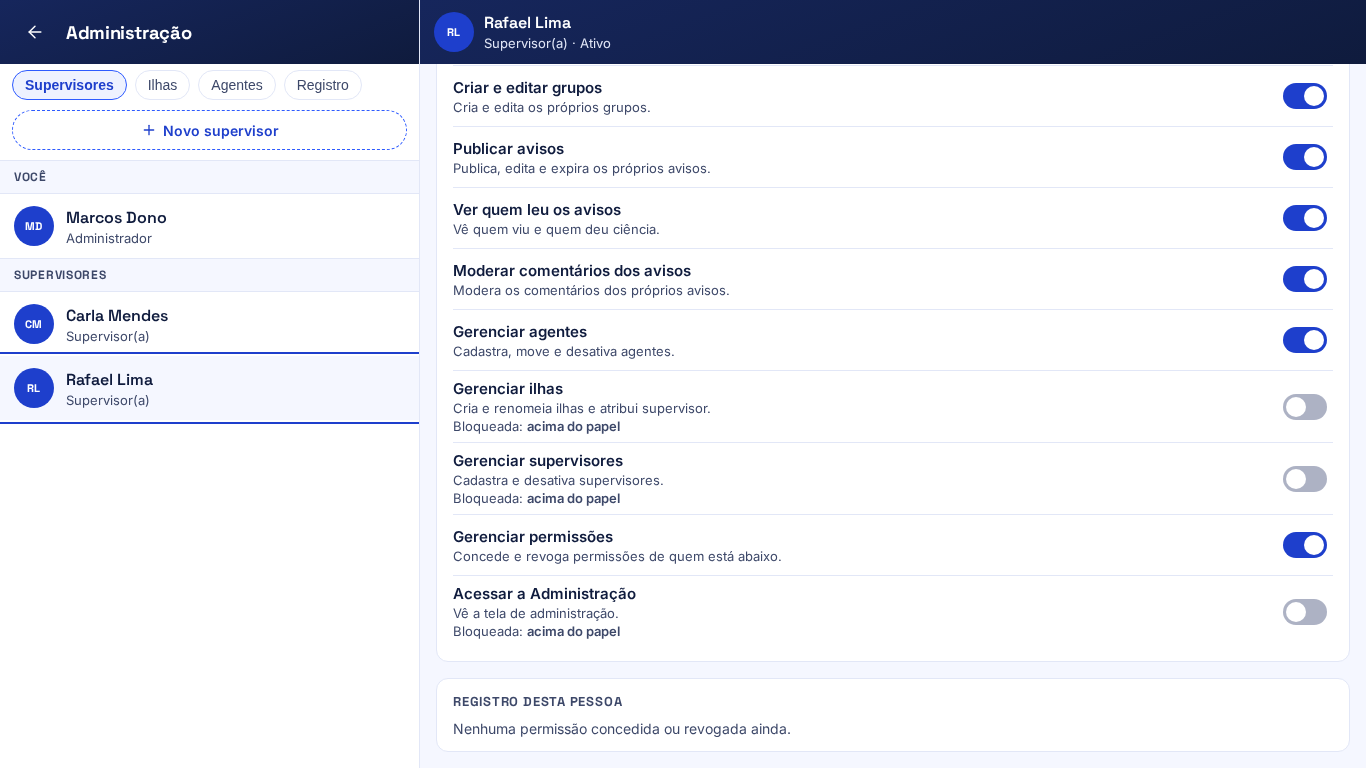 Administração
Supervisores
Ilhas
Agentes
Registro
Novo supervisor
VOCÊ
MD
Marcos Dono
Administrador
SUPERVISORES
CM
Carla Mendes
Supervisor(a)
RL
Rafael Lima
Supervisor(a)
RL
Rafael Lima
Supervisor(a) · Ativo
Criar e editar grupos
Cria e edita os próprios grupos.
Publicar avisos
Publica, edita e expira os próprios avisos.
Ver quem leu os avisos
Vê quem viu e quem deu ciência.
Moderar comentários dos avisos
Modera os comentários dos próprios avisos.
Gerenciar agentes
Cadastra, move e desativa agentes.
Gerenciar ilhas
Cria e renomeia ilhas e atribui supervisor.
Bloqueada: acima do papel
Gerenciar supervisores
Cadastra e desativa supervisores.
Bloqueada: acima do papel
Gerenciar permissões
Concede e revoga permissões de quem está abaixo.
Acessar a Administração
Vê a tela de administração.
Bloqueada: acima do papel
REGISTRO DESTA PESSOA
Nenhuma permissão concedida ou revogada ainda.